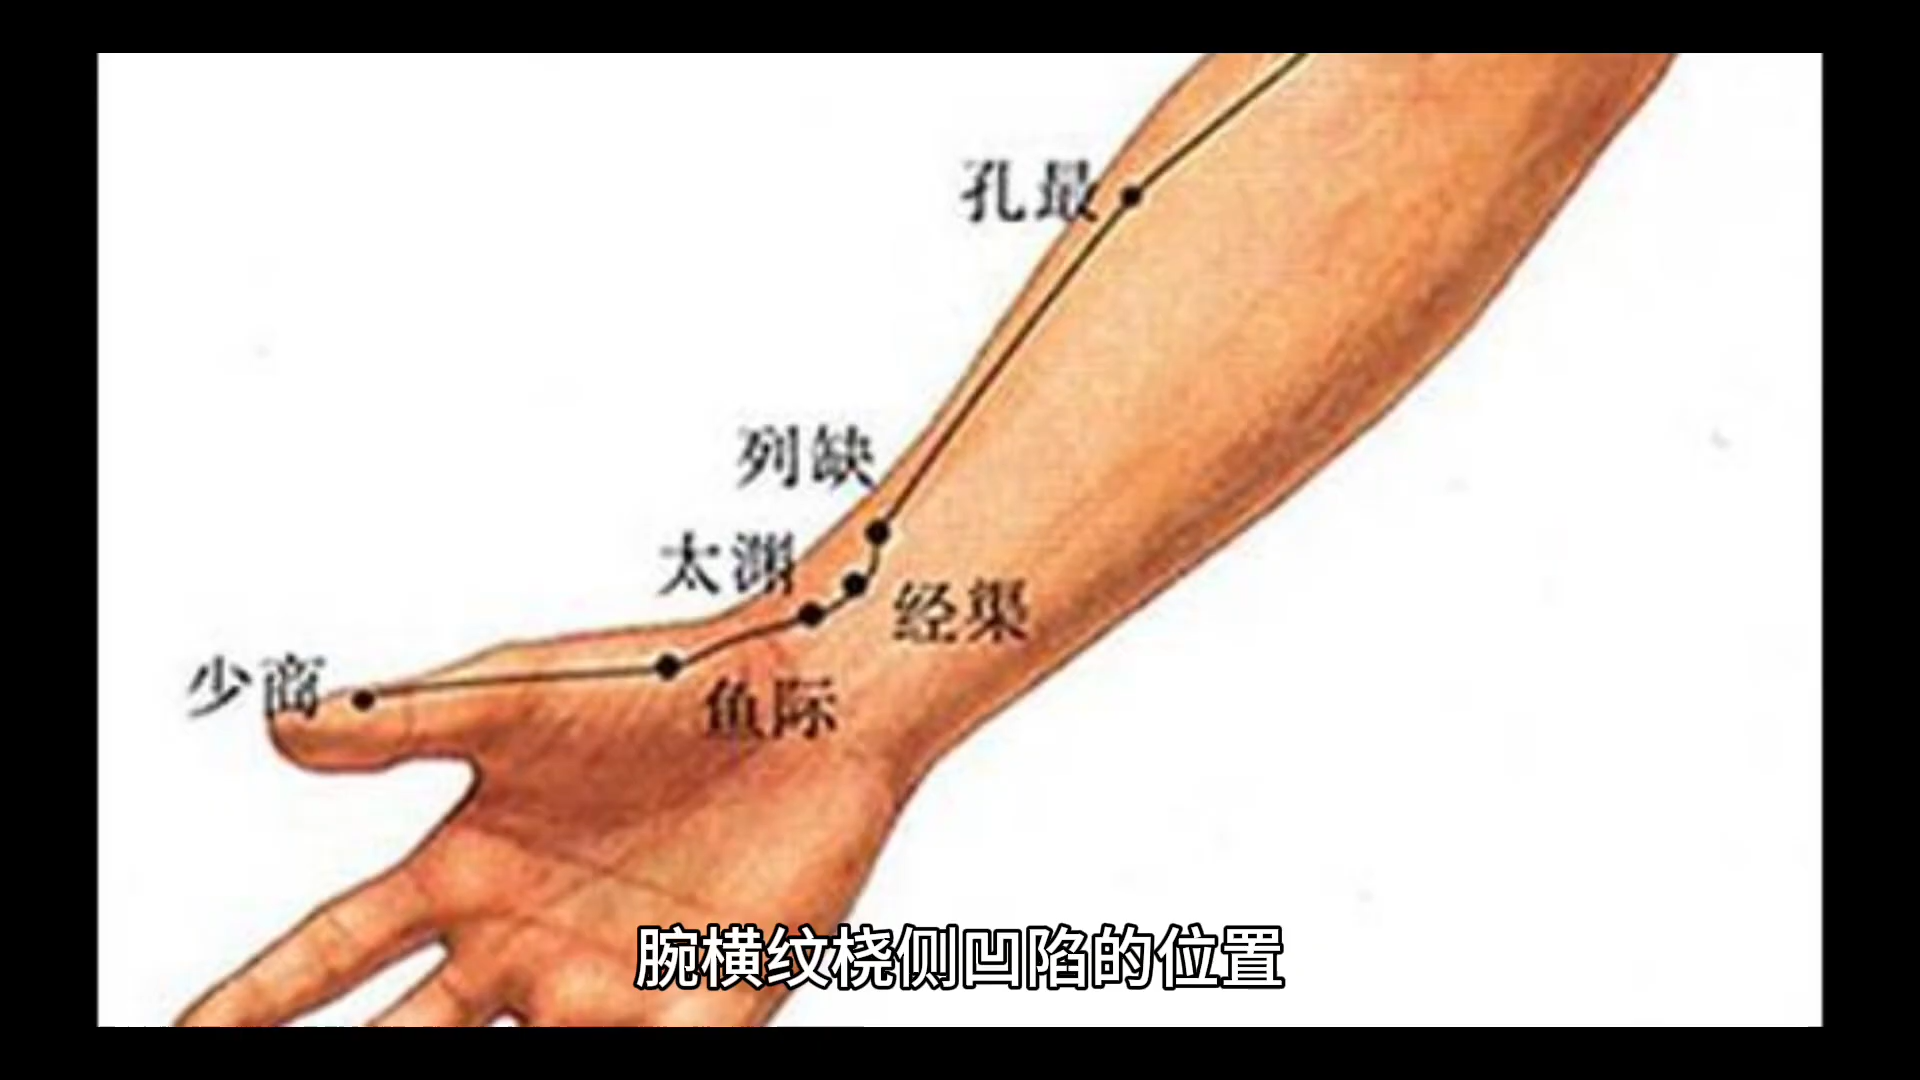 孔最
列缺
太渊
经渠
少商
鱼际
腕横纹桡侧凹陷的位置